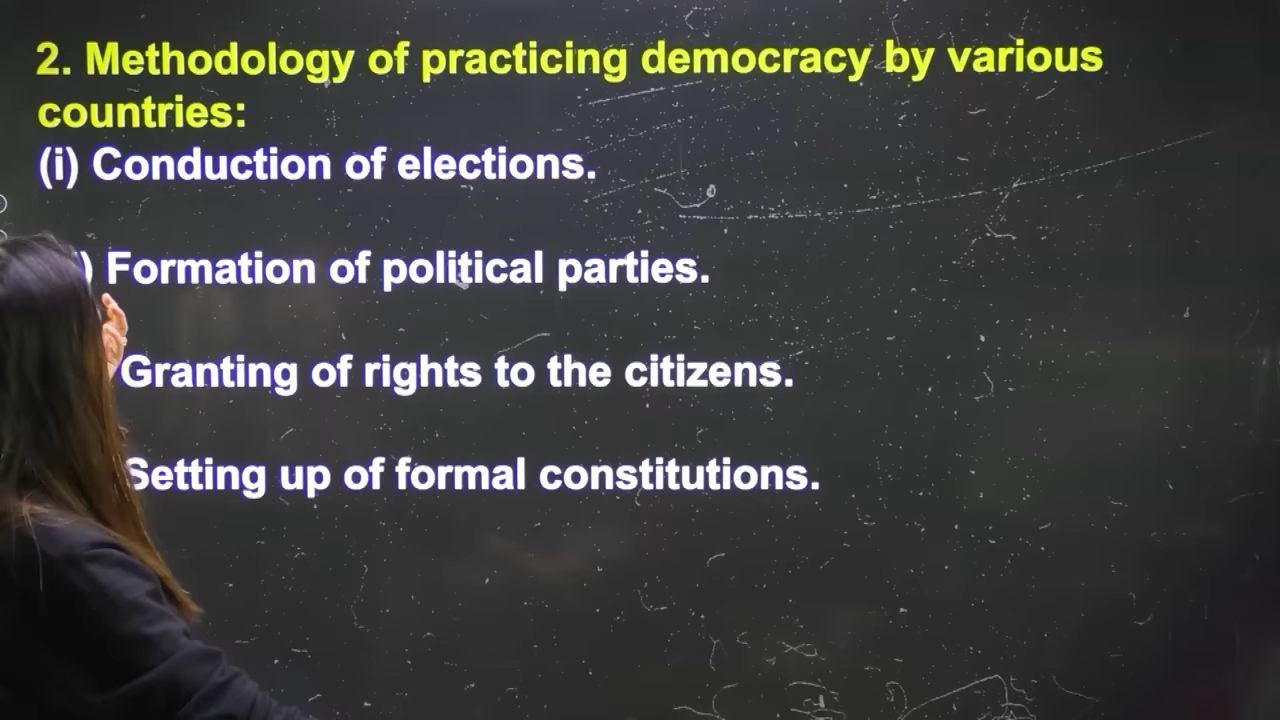 2. Methodology of practicing democracy by various
countries:
(i) Conduction of elections.
) Formation of political parties.
Granting of rights to the citizens.
Setting up of formal constitutions.